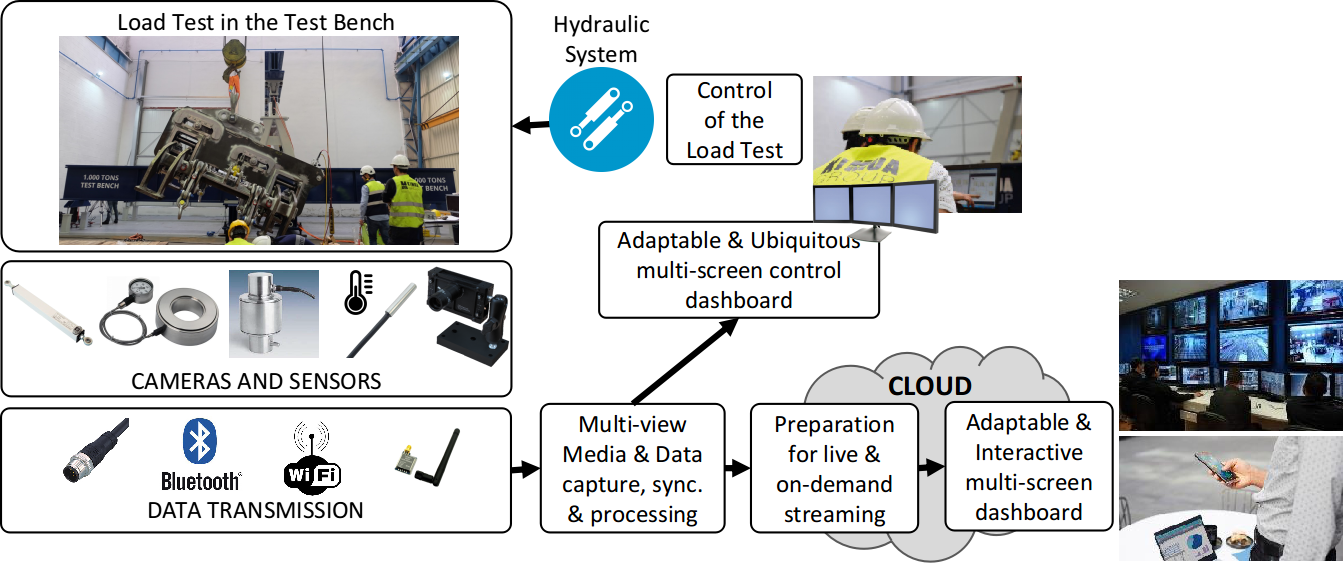 Load Test in the Test Bench
1.000 TONS
TEST BENCH
000 TONS
T BENCH
Hydraulic
System
Control
of the
Load Test
GROUP
UP
Adaptable & Ubiquitous
multi-screen control
dashboard
CAMERAS AND SENSORS
Bluetooth
Wi Fi
DATA TRANSMISSION
Multi-view
Media & Data
capture, sync.
& processing
CLOUD
Preparation
for live &
on-demand
streaming
Adaptable &
Interactive
multi-screen
dashboard